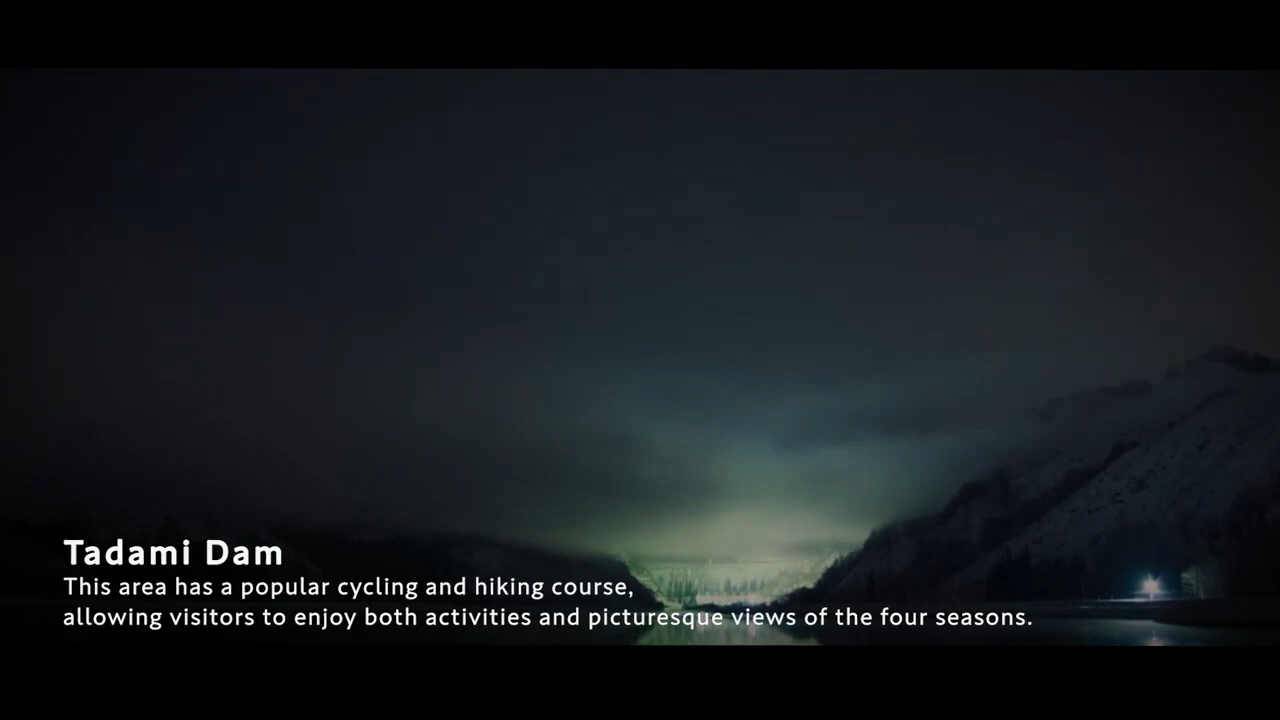 Tadami Dam
This area has a popular cycling and hiking course,
allowing visitors to enjoy both activities and picturesque views of the four seasons.